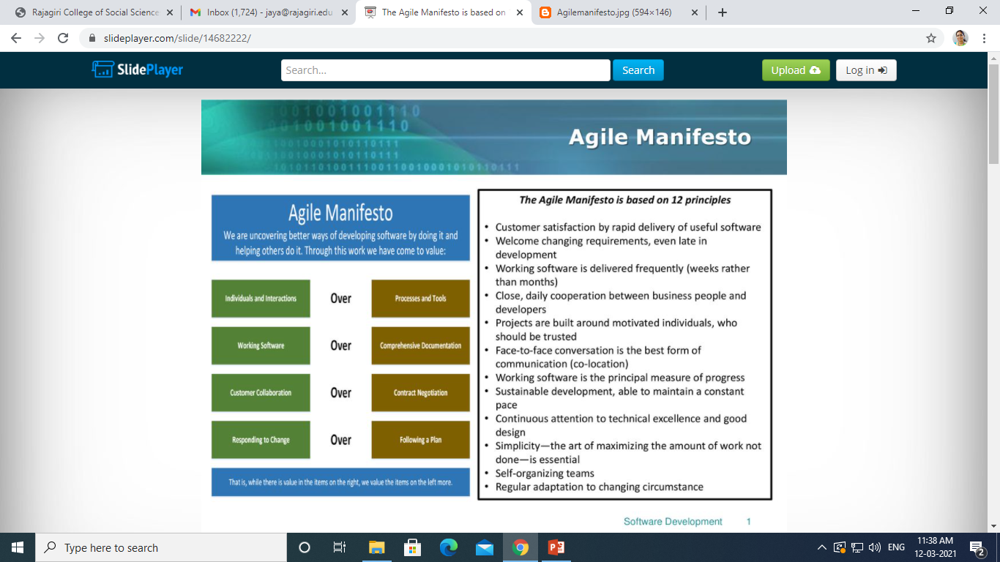 Rajagiri College of Social Science
Inbox (1,724) - jaya@rajagiri.edu
The Agile Manifesto is based on
Agilemanifesto.jpg (594×146)
slideplayer.com/slide/14682222/
SlidePlayer
Search...
Search
Upload
Log in
1001001110
1001001110
Agile Manifesto
Agile Manifesto
We are uncovering better ways of developing software by doing it and
helping others do it. Through this work we have come to value:
Individuals and Interactions Over Processes and Tools
Working Software Over Comprehensive Documentation
Customer Collaboration Over Contract Negotiation
Responding to Change Over Following a Plan
That is, while there is value in the items on the right, we value the items on the left more.
The Agile Manifesto is based on 12 principles
• Customer satisfaction by rapid delivery of useful software
• Welcome changing requirements, even late in
development
• Working software is delivered frequently (weeks rather
than months)
• Close, daily cooperation between business people and
developers
• Projects are built around motivated individuals, who
should be trusted
• Face-to-face conversation is the best form of
communication (co-location)
• Working software is the principal measure of progress
• Sustainable development, able to maintain a constant
pace
• Continuous attention to technical excellence and good
design
• Simplicity—the art of maximizing the amount of work not
done—is essential
• Self-organizing teams
• Regular adaptation to changing circumstance
Software Development 1
Type here to search
ENG
11:38 AM
12-03-2021
2